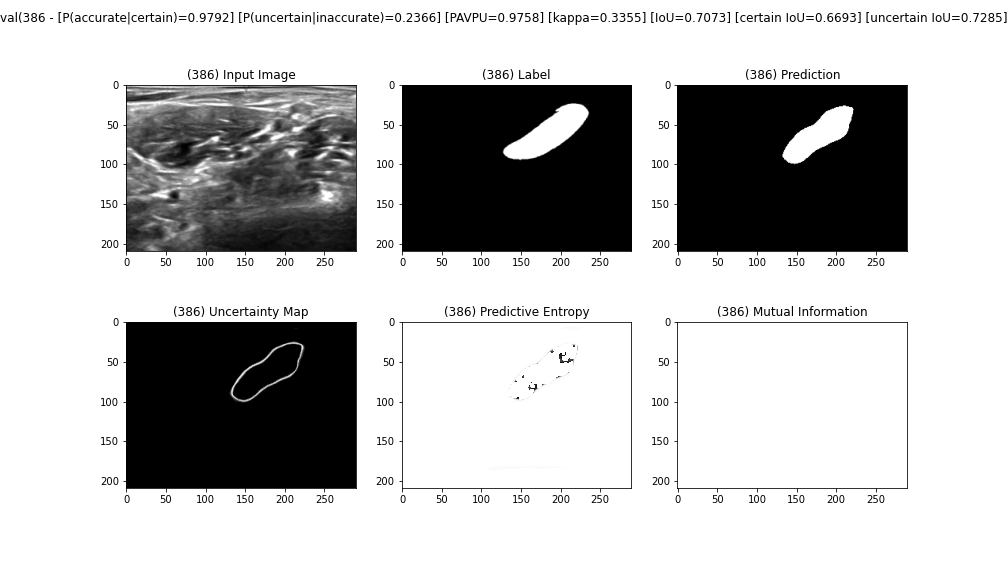 val(386 - [P(accurate|certain)=0.9792] [P(uncertain|inaccurate)=0.2366] [PAVPU=0.9758] [kappa=0.3355] [IoU=0.7073] [certain IoU=0.6693] [uncertain IoU=0.7285]
(386) Input Image
(386) Label
(386) Prediction
0
50
100
150
200
0 50 100 150 200 250
0
50
100
150
200
0 50 100 150 200 250
0
50
100
150
200
0 50 100 150 200 250
(386) Uncertainty Map
(386) Predictive Entropy
(386) Mutual Information
0
50
100
150
200
0 50 100 150 200 250
0
50
100
150
200
0 50 100 150 200 250
0
50
100
150
200
0 50 100 150 200 250